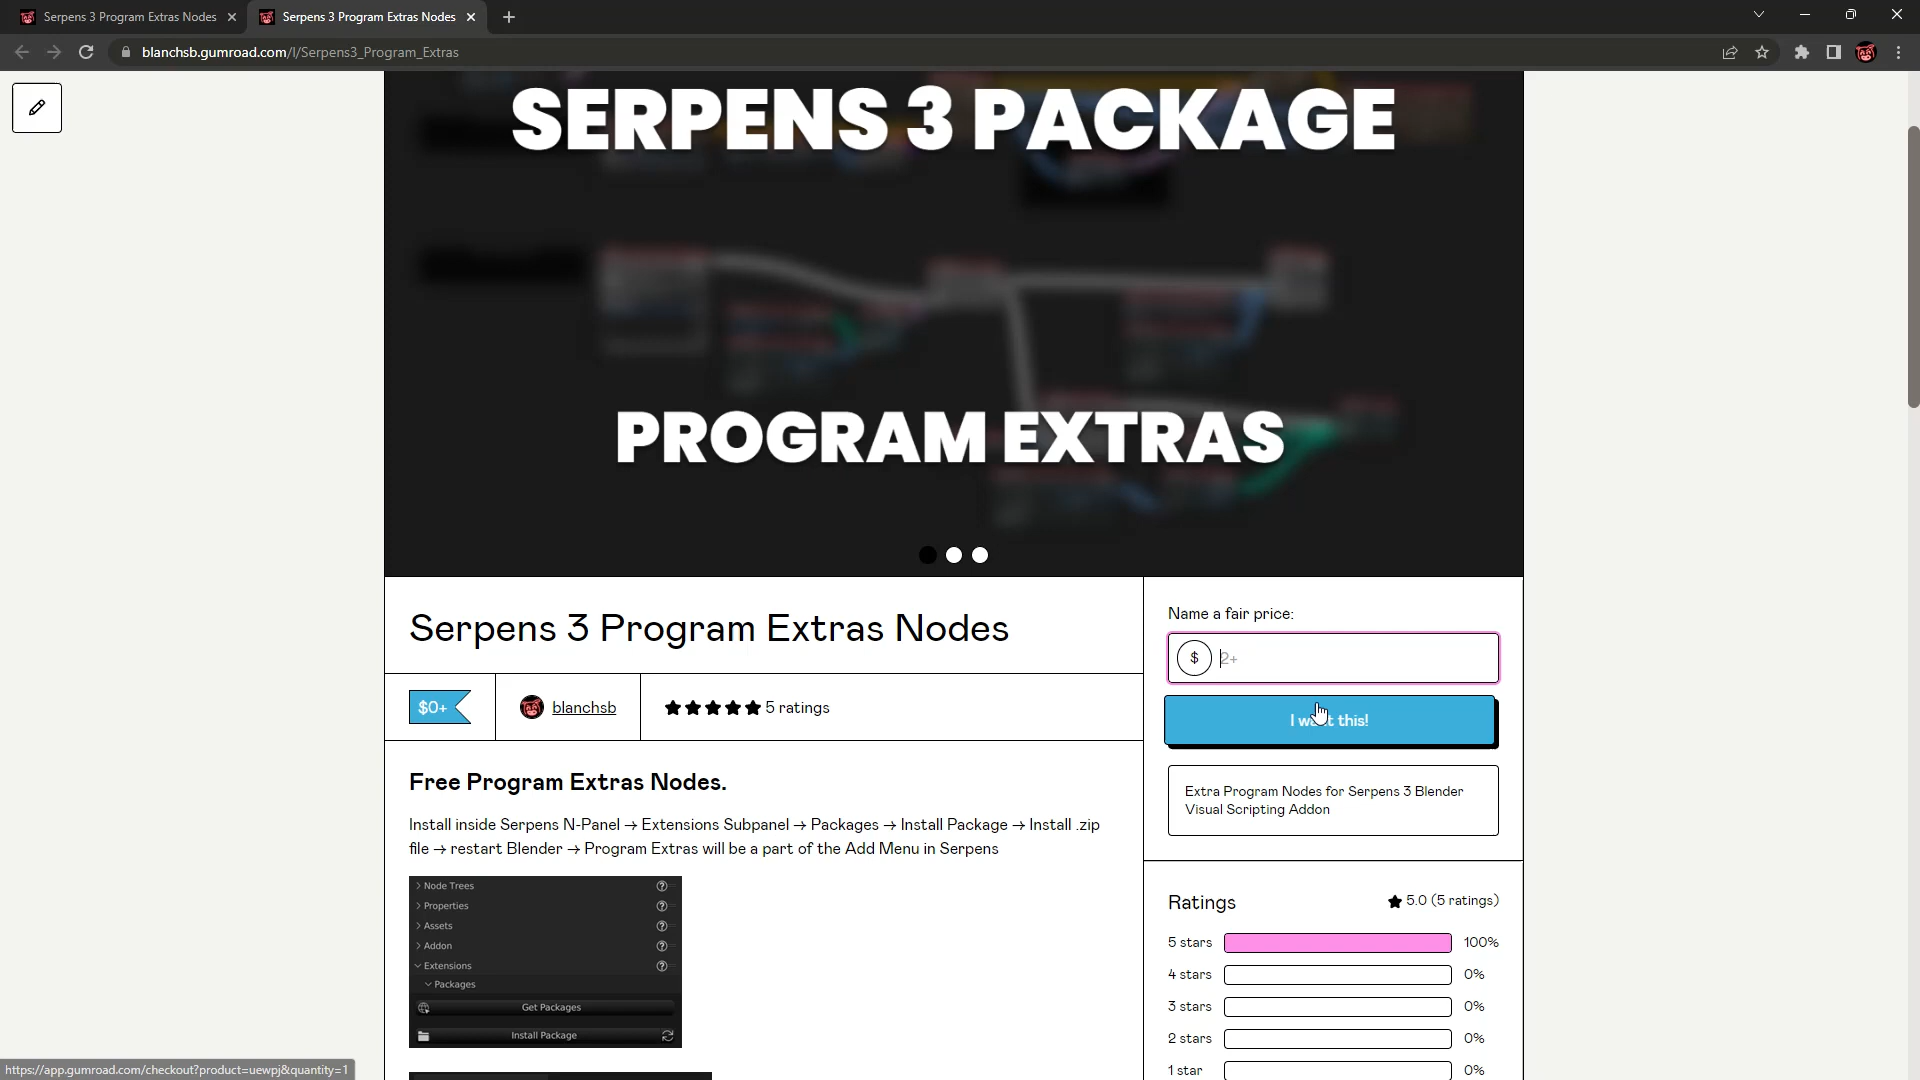 Serpens 3 Program Extras Nodes
Serpens 3 Program Extras Nodes
blanchsb.gumroad.com/l/Serpens3_Program_Extras
SERPENS 3 PACKAGE
PROGRAM EXTRAS
Serpens 3 Program Extras Nodes
$0+
blanchsb
5 ratings
Free Program Extras Nodes.
Install inside Serpens N-Panel → Extensions Subpanel → Packages → Install Package → Install .zip
file → restart Blender → Program Extras will be a part of the Add Menu in Serpens
Node Trees
Properties
Assets
Addon
Extensions
Packages
Get Packages
Install Package
Name a fair price:
$ 2+
I want this!
Extra Program Nodes for Serpens 3 Blender
Visual Scripting Addon
Ratings
5.0 (5 ratings)
5 stars 100%
4 stars 0%
3 stars 0%
2 stars 0%
1 star 0%
https://app.gumroad.com/checkout?product=uewpj&quantity=1